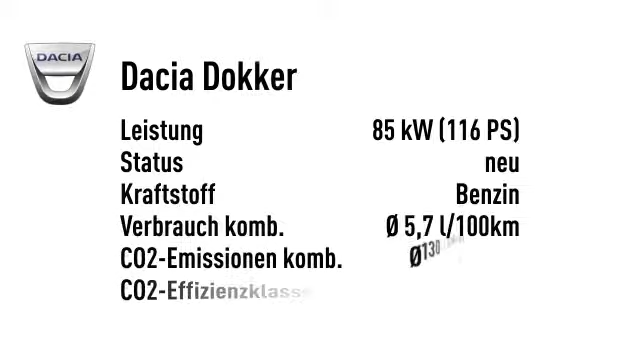 DACIA
Dacia Dokker
Leistung 85 kW (116 PS)
Status neu
Kraftstoff Benzin
Verbrauch komb. Ø 5,7 l/100km
CO2-Emissionen komb. Ø130
CO2-Effizienzklasse